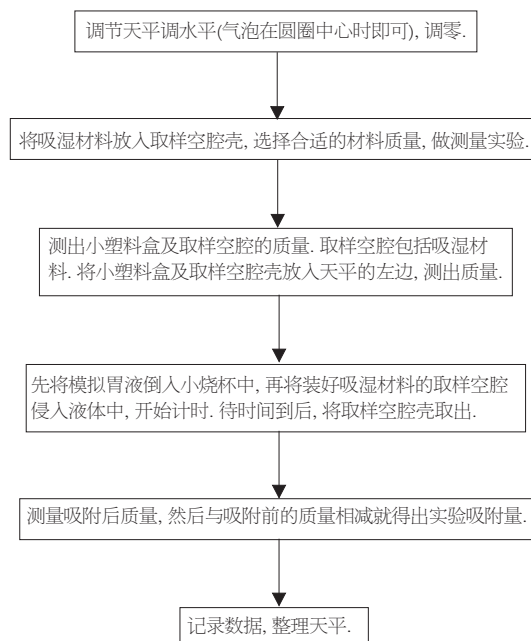 调节天平调水平(气泡在圆圈中心时即可), 调零.
将吸湿材料放入取样空腔壳, 选择合适的材料质量, 做测量实验.
测出小塑料盒及取样空腔的质量. 取样空腔包括吸湿材
料. 将小塑料盒及取样空腔壳放入天平的左边, 测出质量.
先将模拟胃液倒入小烧杯中, 再将装好吸湿材料的取样空腔
侵入液体中, 开始计时. 待时间到后, 将取样空腔壳取出.
测量吸附后质量, 然后与吸附前的质量相减就得出实验吸附量.
记录数据, 整理天平.